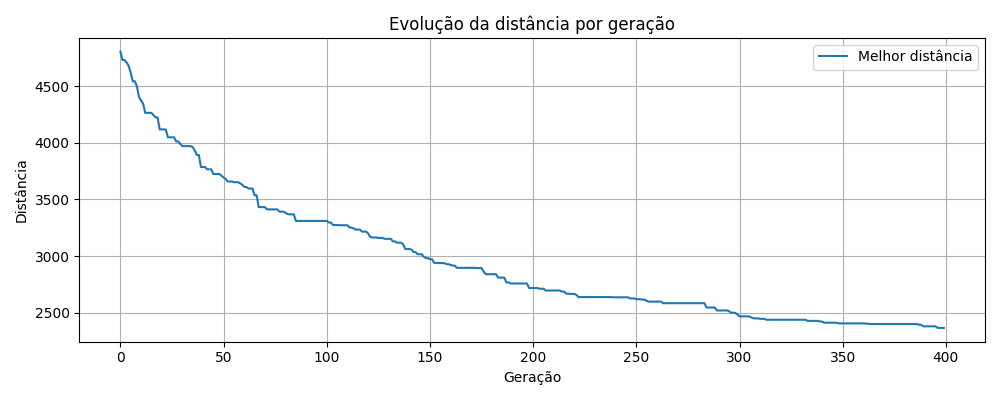 Evolução da distância por geração
Melhor distância
Distância
4500
4000
3500
3000
2500
0 50 100 150 200 250 300 350 400
Geração